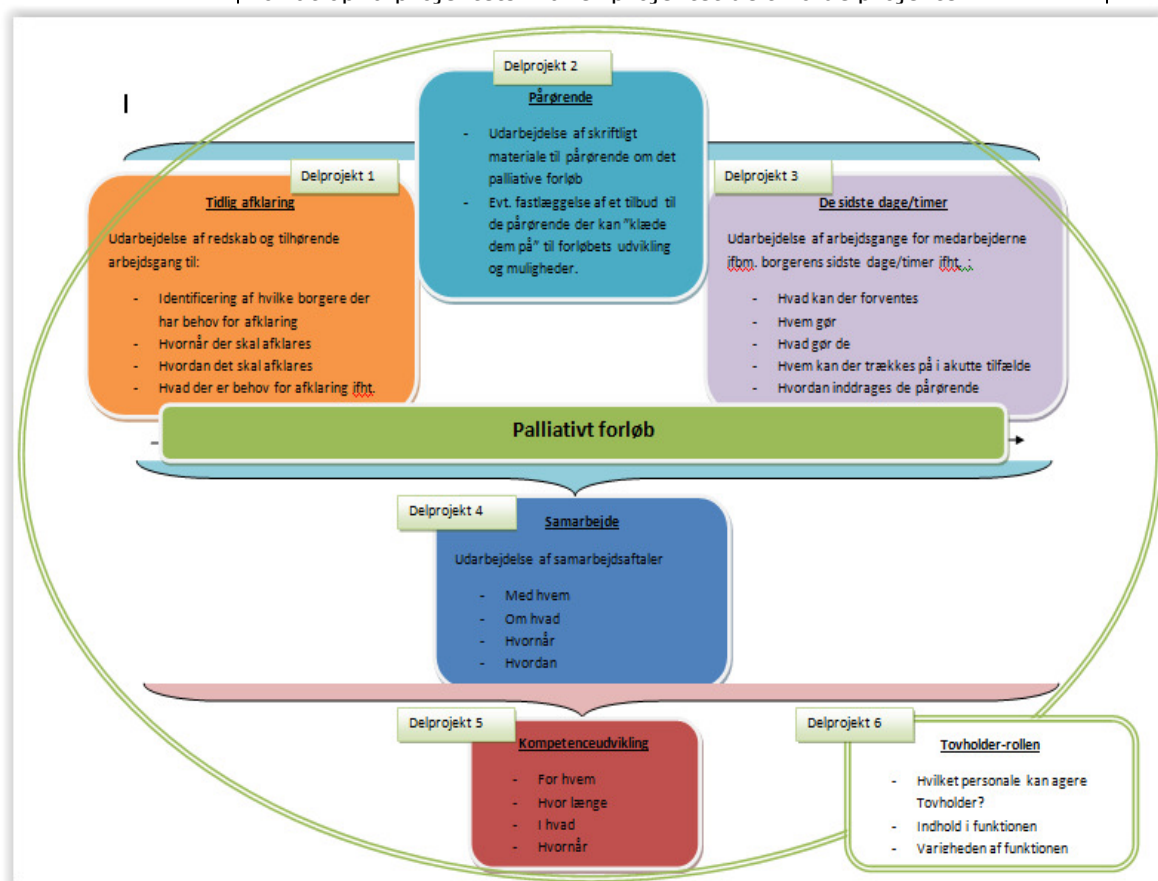 Delprojekt 2
Pårørende
- Udarbejdelse af skriftligt
materiale til pårørende om det
palliative forløb
- Evt. fastlæggelse af et tilbud til
de pårørende der kan "klæde
dem på" til forløbets udvikling
og muligheder.
Delprojekt 1
Tidlig afklaring
Udarbejdelse af redskab og tilhørende
arbejdsgang til:
- Identificering af hvilke borgere der
har behov for afklaring
- Hvornår der skal afklares
- Hvordan det skal afklares
- Hvad der er behov for afklaring ifht.
Delprojekt 3
De sidste dage/timer
Udarbejdelse af arbejdsgange for medarbejderne
ifbm. borgerens sidste dage/timer ifht. :
- Hvad kan der forventes
- Hvem gør
- Hvad gør de
- Hvem kan der trækkes på i akutte tilfælde
- Hvordan inddrages de pårørende
Palliativt forløb
Delprojekt 4
Samarbejde
Udarbejdelse af samarbejdsaftaler
- Med hvem
- Om hvad
- Hvornår
- Hvordan
Delprojekt 5
Kompetenceudvikling
- For hvem
- Hvor længe
- I hvad
- Hvornår
Delprojekt 6
Tovholder-rollen
- Hvilket personale kan agere
Tovholder?
- Indhold i funktionen
- Varigheden af funktionen